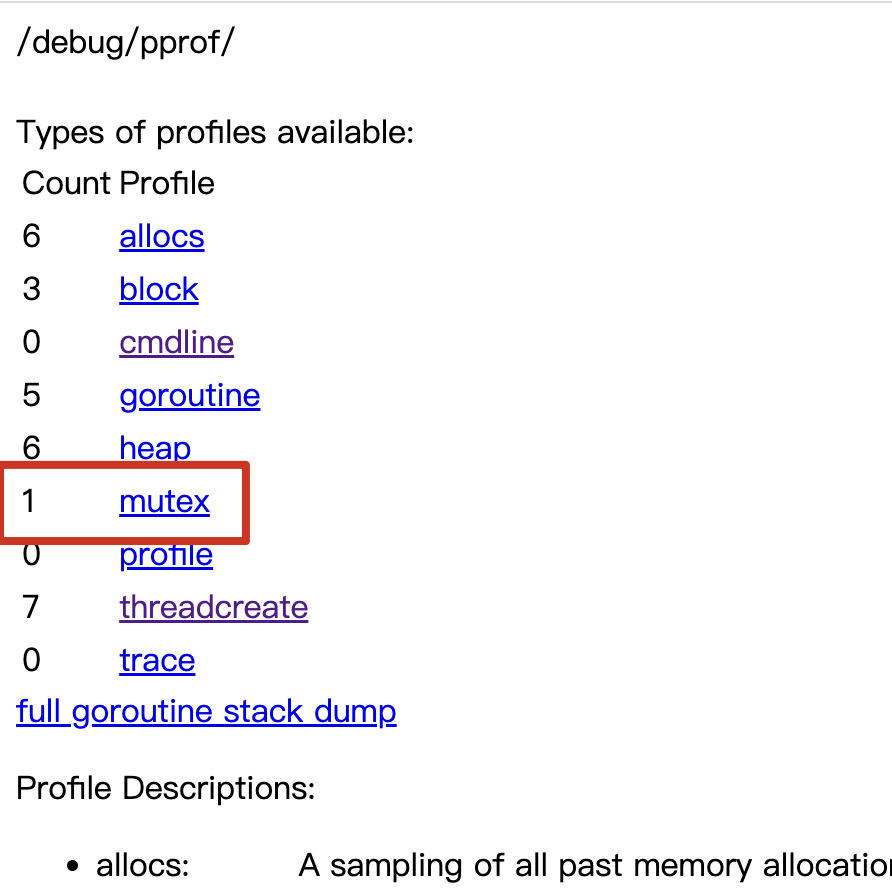 /debug/pprof/
Types of profiles available:
Count Profile
6 allocs
3 block
0 cmdline
5 goroutine
6 heap
1 mutex
0 profile
7 threadcreate
0 trace
full goroutine stack dump
Profile Descriptions:
• allocs: A sampling of all past memory